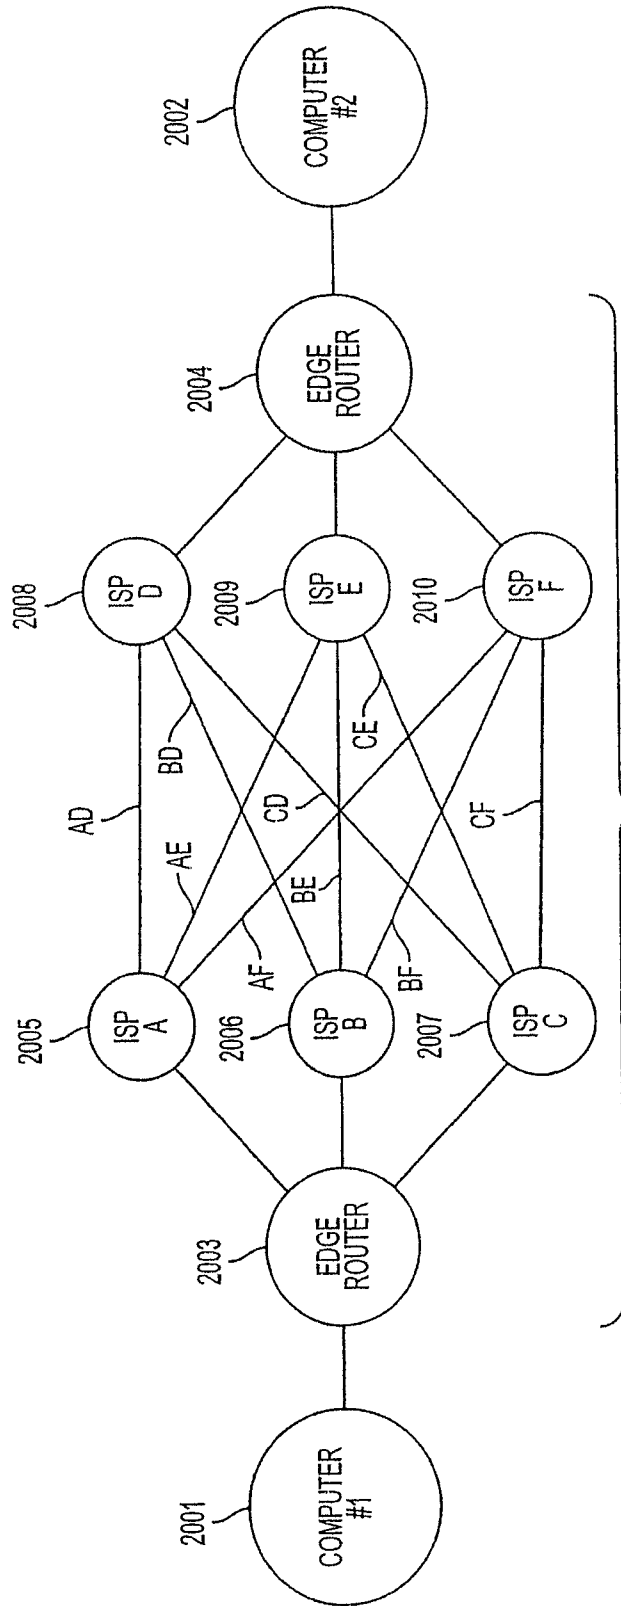 2001
COMPUTER
#1
2003
EDGE
ROUTER
2005
ISP
A
2006
ISP
B
2007
ISP
C
AD
AE
AF
BD
BE
BF
CD
CE
CF
2008
ISP
D
2009
ISP
E
2010
ISP
F
2004
EDGE
ROUTER
2002
COMPUTER
#2